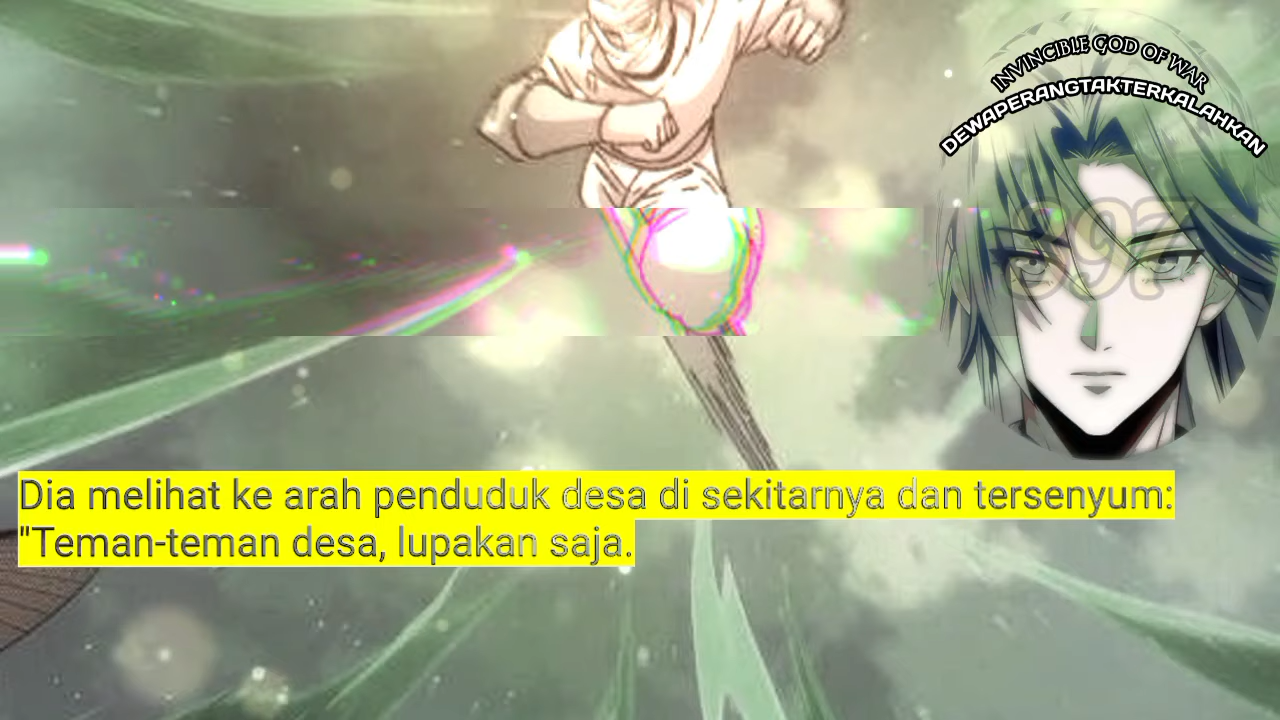 INVINCIBLE GOD OF WAR
DEWAPERANGTAKTERKALAHKAN
897
Dia melihat ke arah penduduk desa di sekitarnya dan tersenyum:
"Teman-teman desa, lupakan saja.